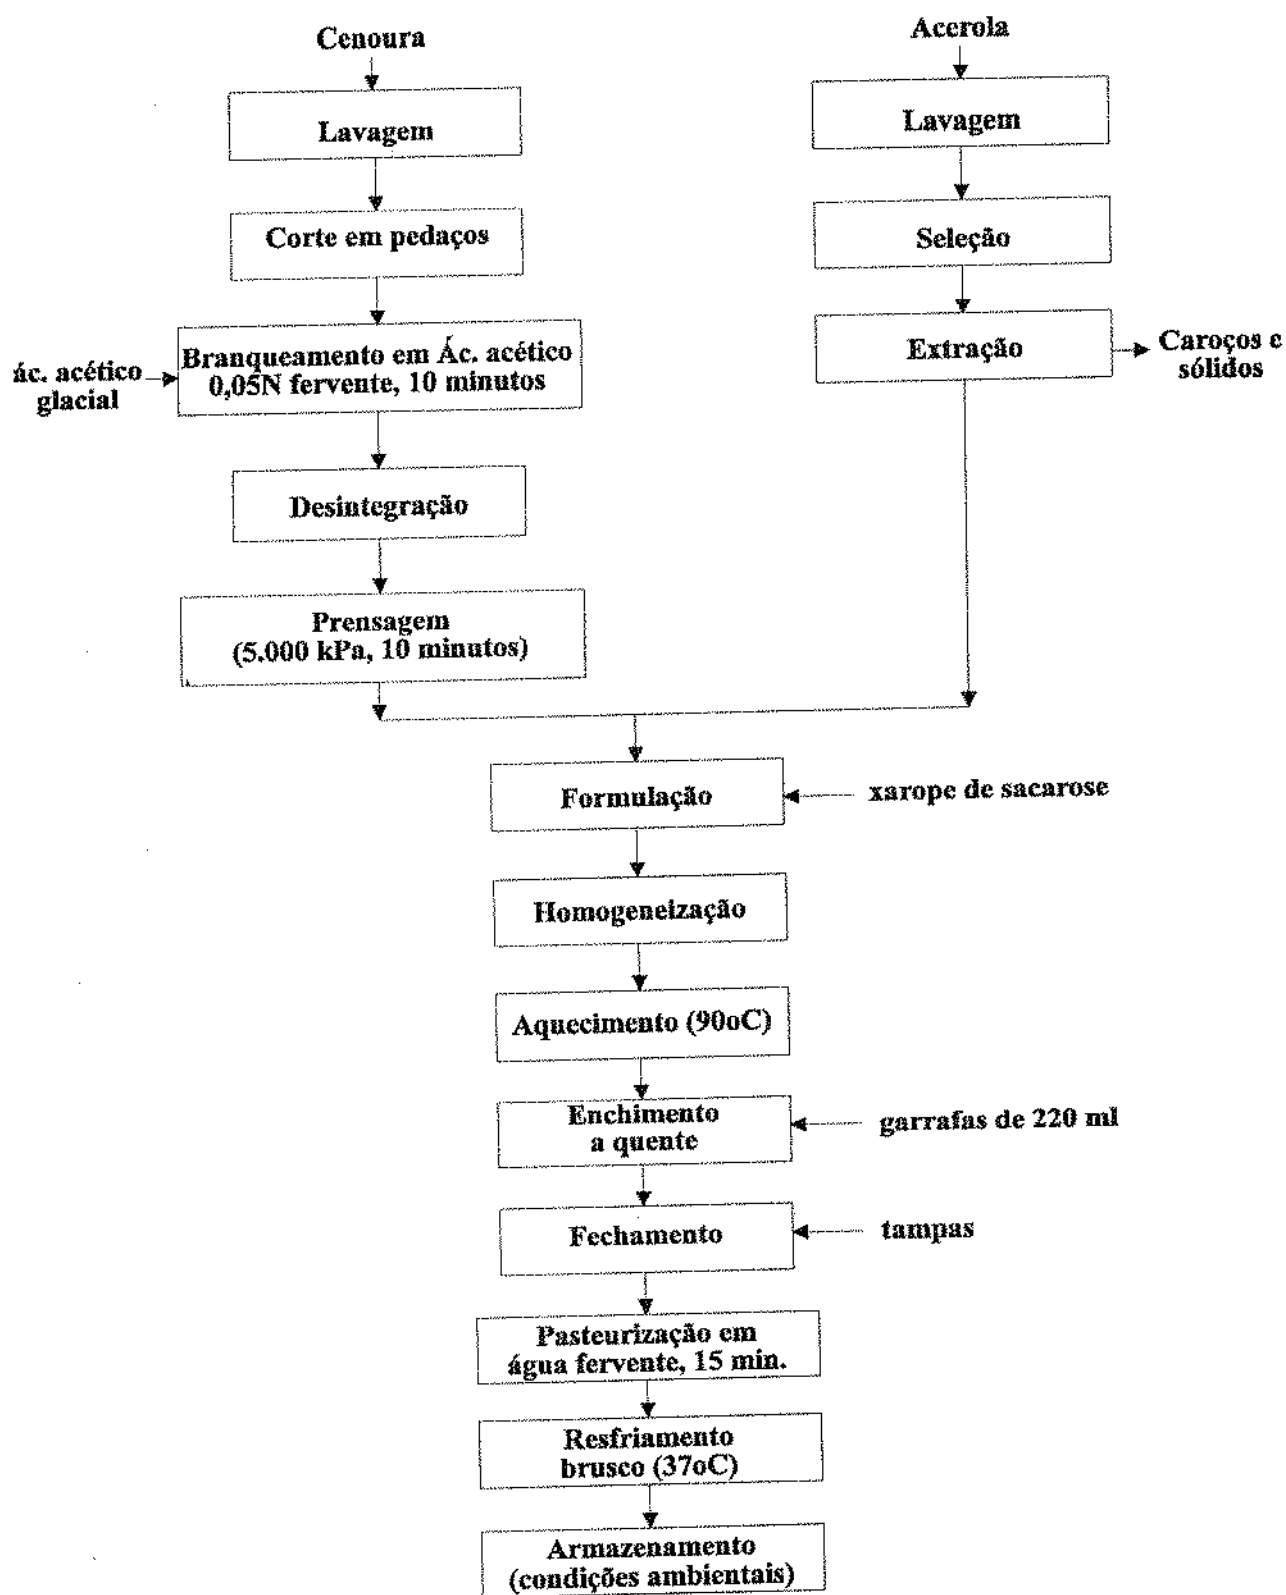 Cenoura
Lavagem
Corte em pedaços
ác. acético
glacial
Branqueamento em Ác. acético
0,05N fervente, 10 minutos
Desintegração
Prensagem
(5.000 kPa, 10 minutos)
Acerola
Lavagem
Seleção
Extração
Caroços e
sólidos
Formulação
xarope de sacarose
Homogeneização
Aquecimento (90oC)
Enchimento
a quente
garrafas de 220 ml
Fechamento
tampas
Pasteurização em
água fervente, 15 min.
Resfriamento
brusco (37oC)
Armazenamento
(condições ambientais)